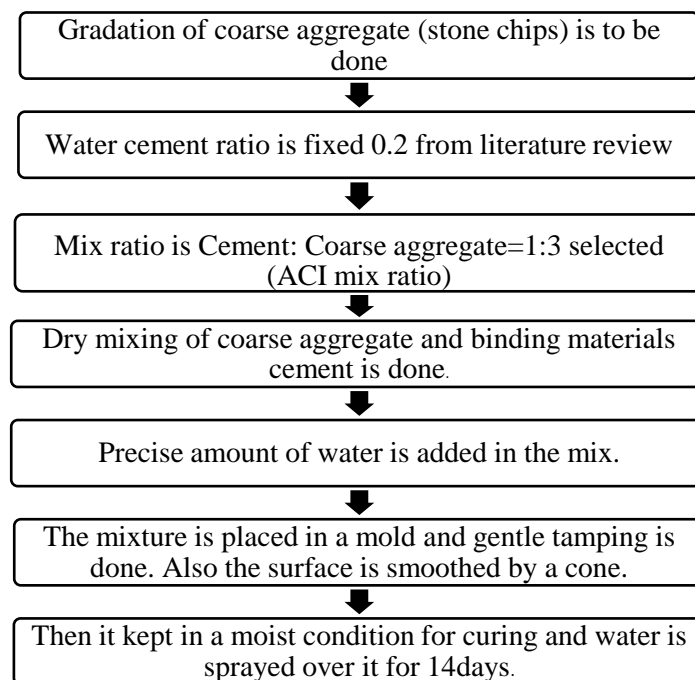 Gradation of coarse aggregate (stone chips) is to be
done
Water cement ratio is fixed 0.2 from literature review
Mix ratio is Cement: Coarse aggregate=1:3 selected
(ACI mix ratio)
Dry mixing of coarse aggregate and binding materials
cement is done.
Precise amount of water is added in the mix.
The mixture is placed in a mold and gentle tamping is
done. Also the surface is smoothed by a cone.
Then it kept in a moist condition for curing and water is
sprayed over it for 14days.